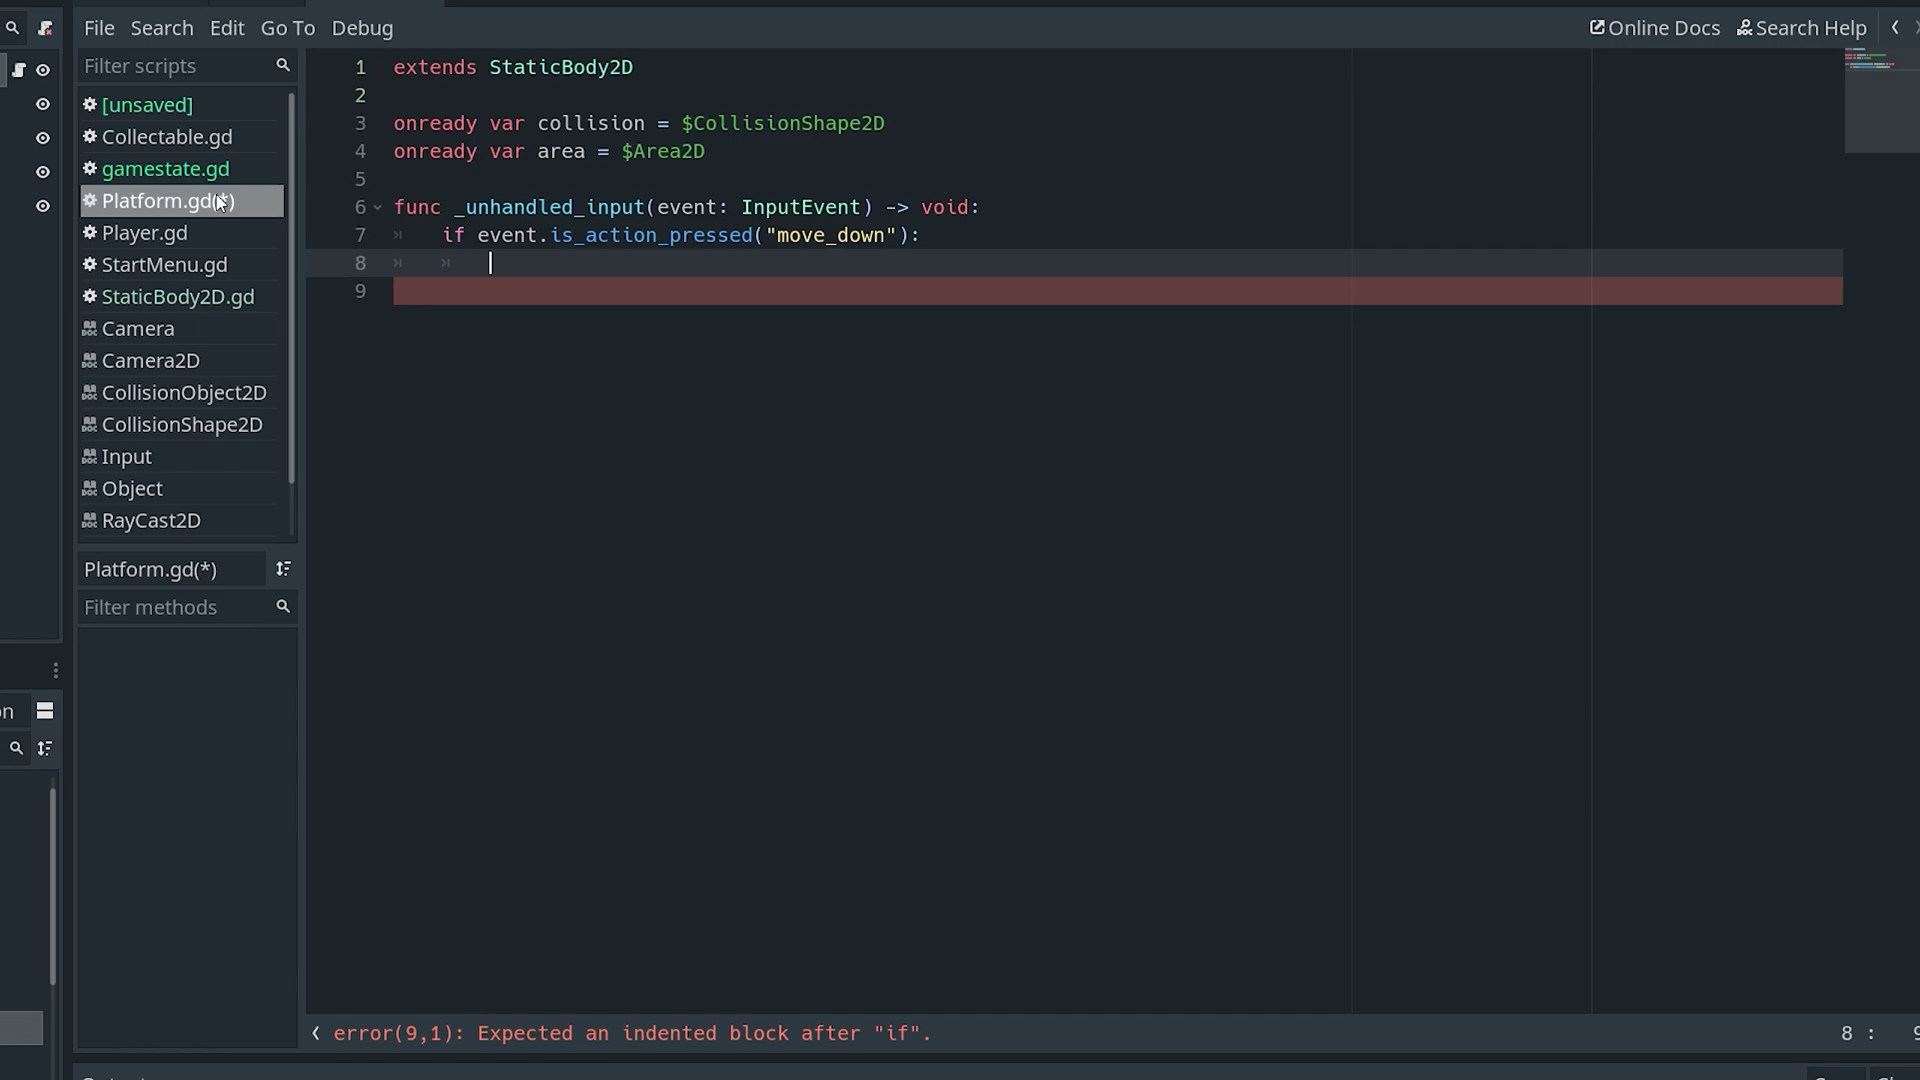 File Search Edit Go To Debug Online Docs Search Help
Filter scripts
[unsaved]
Collectable.gd
gamestate.gd
Platform.gd(*)
Player.gd
StartMenu.gd
StaticBody2D.gd
Camera
Camera2D
CollisionObject2D
CollisionShape2D
Input
Object
RayCast2D
Platform.gd(*)
Filter methods
1 extends StaticBody2D
2
3 onready var collision = $CollisionShape2D
4 onready var area = $Area2D
5
6 func _unhandled_input(event: InputEvent) -> void:
7 if event.is_action_pressed("move_down"):
8
9
error(9,1): Expected an indented block after "if".
8 :